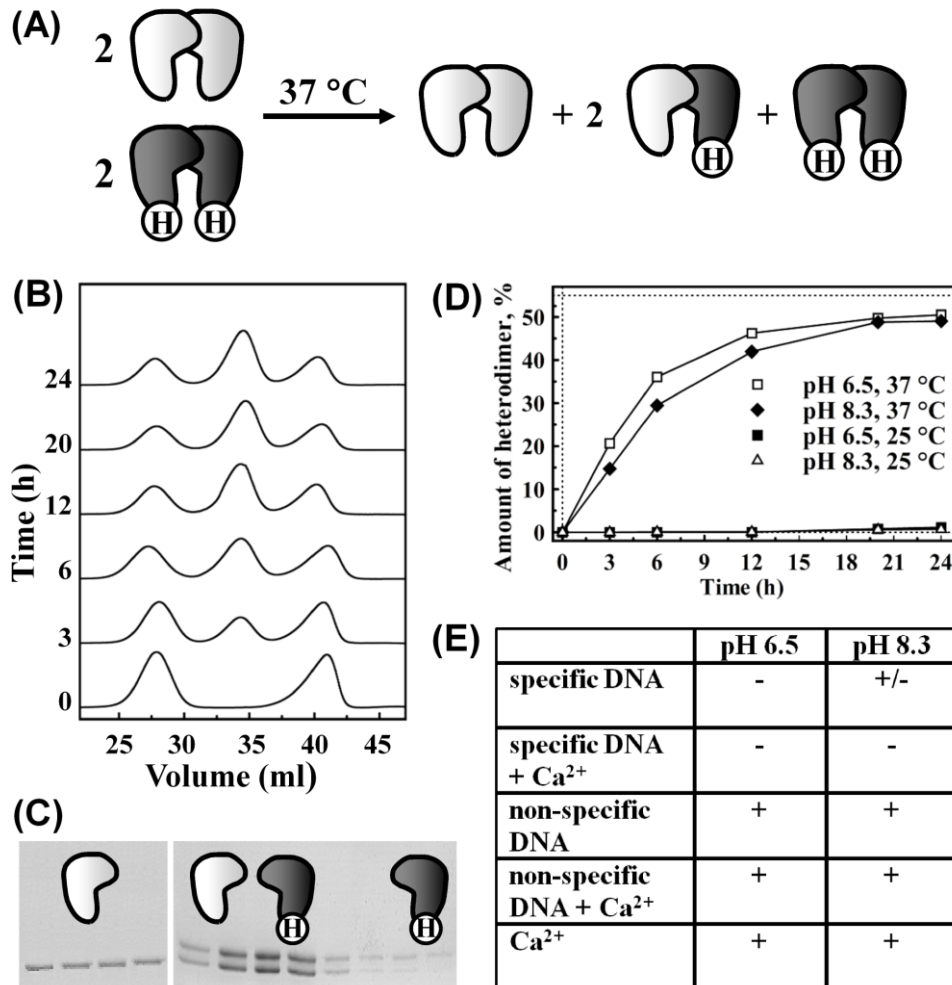 (A)
2
2
37 °C
+ 2
+
H
H
H
H
H
(B)
Time (h)
24
20
12
6
3
0
25 30 35 40 45
Volume (ml)
(C)
H
H
(D)
Amount of heterodimer, %
50
40
30
20
10
0
pH 6.5, 37 °C
pH 8.3, 37 °C
pH 6.5, 25 °C
pH 8.3, 25 °C
0 3 6 9 12 15 18 21 24
Time (h)
(E)
pH 6.5 pH 8.3
specific DNA - +/-
specific DNA
+ Ca²⁺ - -
non-specific + +
DNA
non-specific + +
DNA + Ca²⁺
Ca²⁺ + +